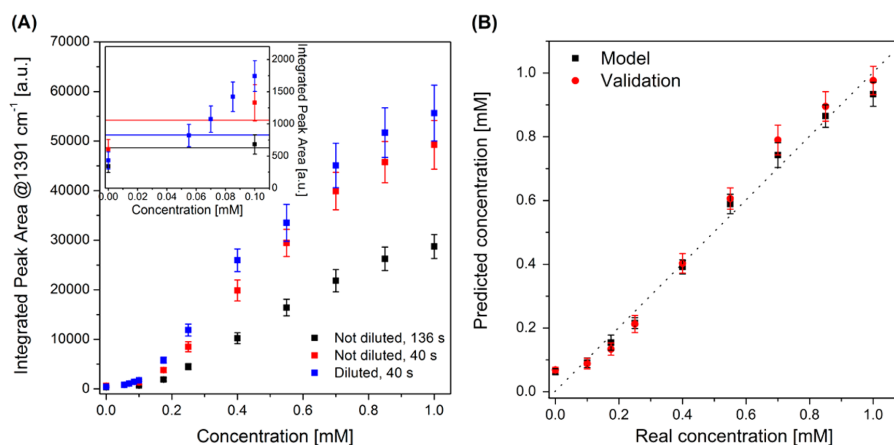 (A)
70000
60000
50000
40000
30000
20000
10000
0
0.0 0.2 0.4 0.6 0.8 1.0
Concentration [mM]
Integrated Peak Area @1391 cm⁻¹ [a.u.]
2000
1500
1000
500
0
0.00 0.02 0.04 0.06 0.08 0.10
Concentration [mM]
Integrated Peak Area [a.u.]
Not diluted, 136 s
Not diluted, 40 s
Diluted, 40 s
(B)
Model
Validation
1.0
0.8
0.6
0.4
0.2
0.0
0.0 0.2 0.4 0.6 0.8 1.0
Real concentration [mM]
Predicted concentration [mM]